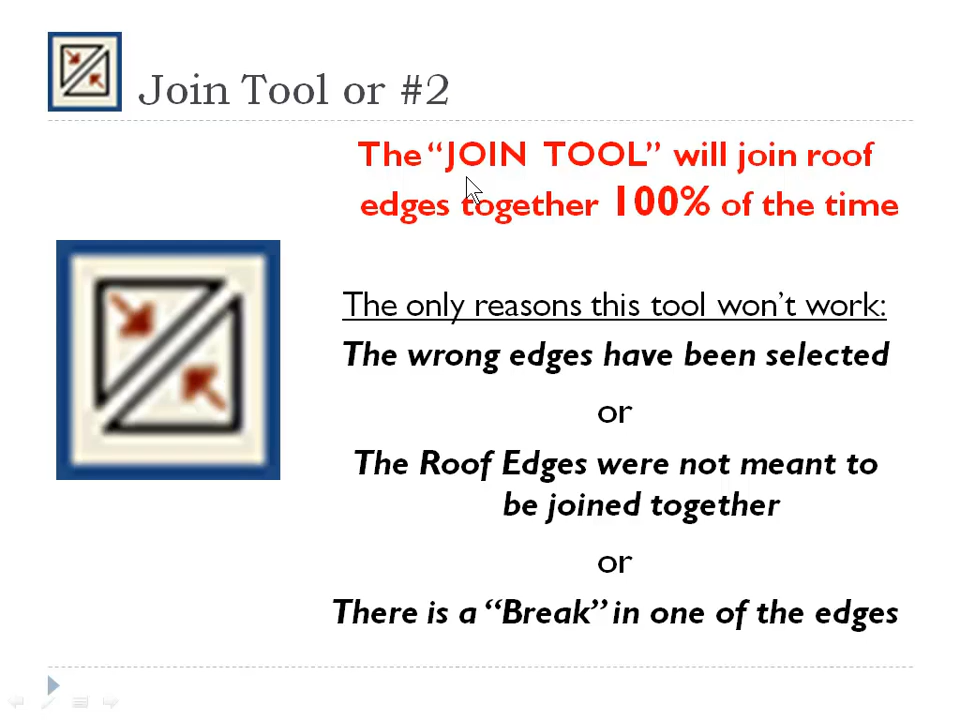 Join Tool or #2
The “JOIN TOOL” will join roof
edges together 100% of the time
The only reasons this tool won’t work:
The wrong edges have been selected
or
The Roof Edges were not meant to
be joined together
or
There is a “Break” in one of the edges